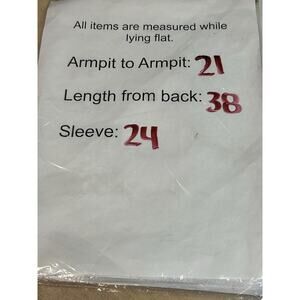 All items are measured while
lying flat.
Armpit to Armpit: 21
Length from back: 38
Sleeve: 24